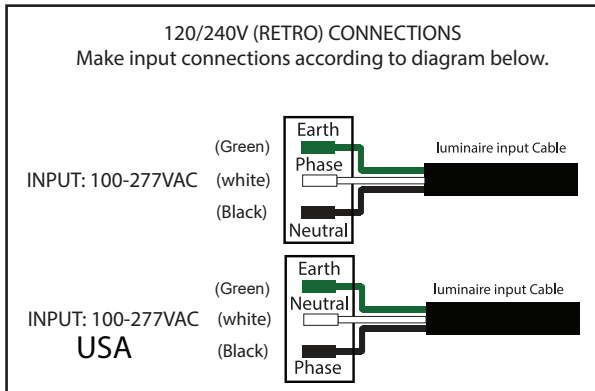 120/240V (RETRO) CONNECTIONS
Make input connections according to diagram below.
Earth
(Green)
luminaire input Cable
Phase
INPUT: 100-277VAC (white)
(Black)
Neutral
Earth
(Green)
luminaire input Cable
Neutral
INPUT: 100-277VAC (white)
USA
(Black)
Phase